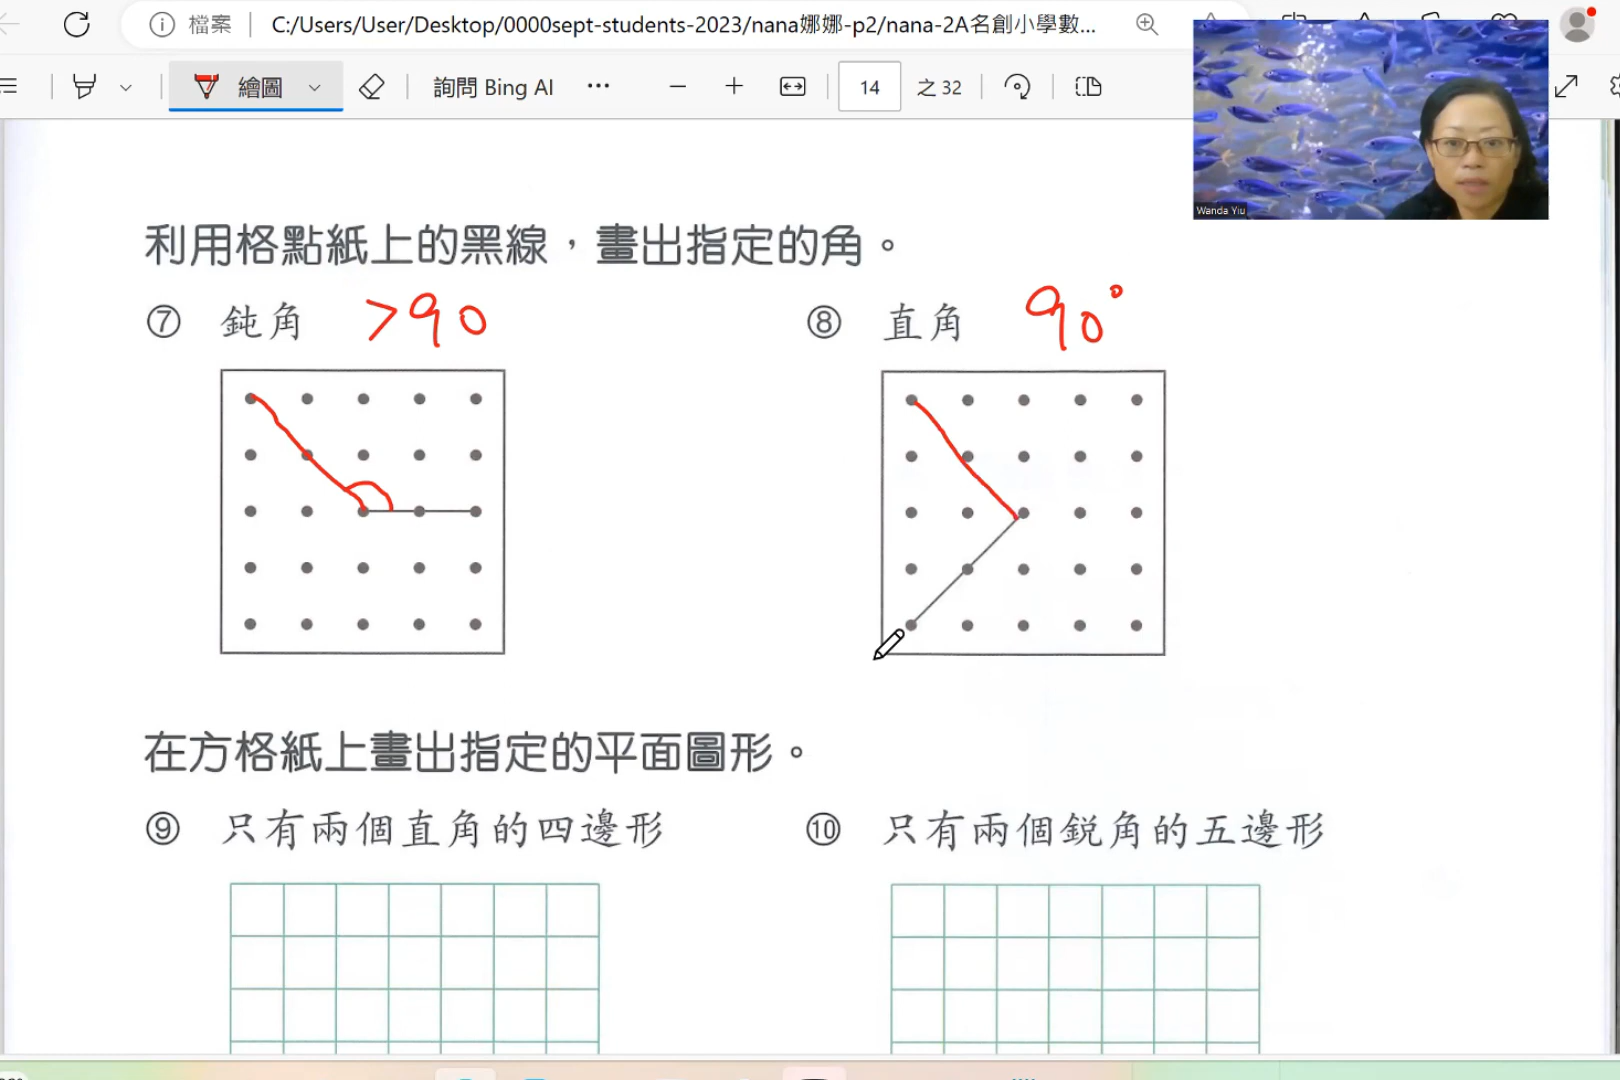 檔案 C:/Users/User/Desktop/0000sept-students-2023/nana娜娜-p2/nana-2A名創小學數...
繪圖 詢問 Bing AI 14 之 32
Wanda Yiu
利用格點紙上的黑線，畫出指定的角。
⑦ 鈍角 >90
⑧ 直角 90°
在方格紙上畫出指定的平面圖形。
⑨ 只有兩個直角的四邊形
⑩ 只有兩個鋭角的五邊形